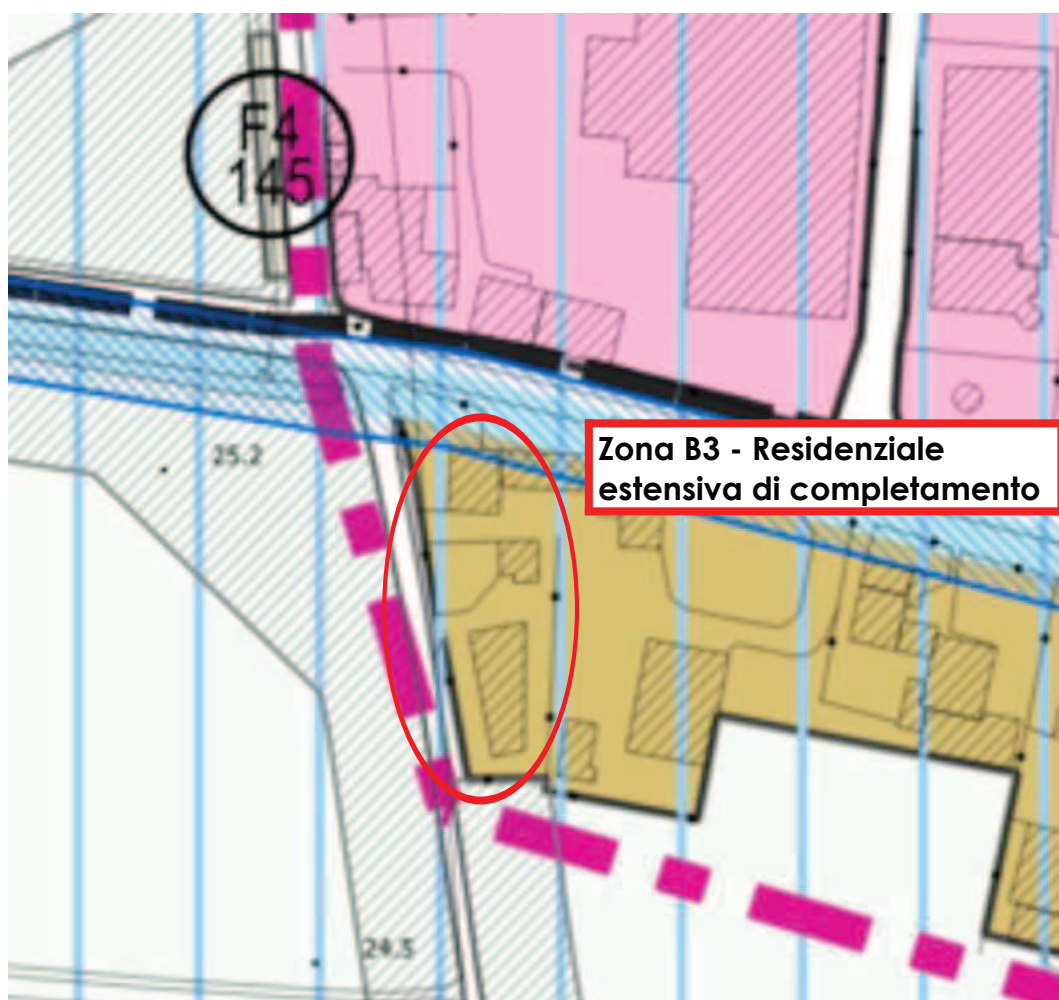 F4
145
Zona B3 - Residenziale
estensiva di completamento
25.2
24.5